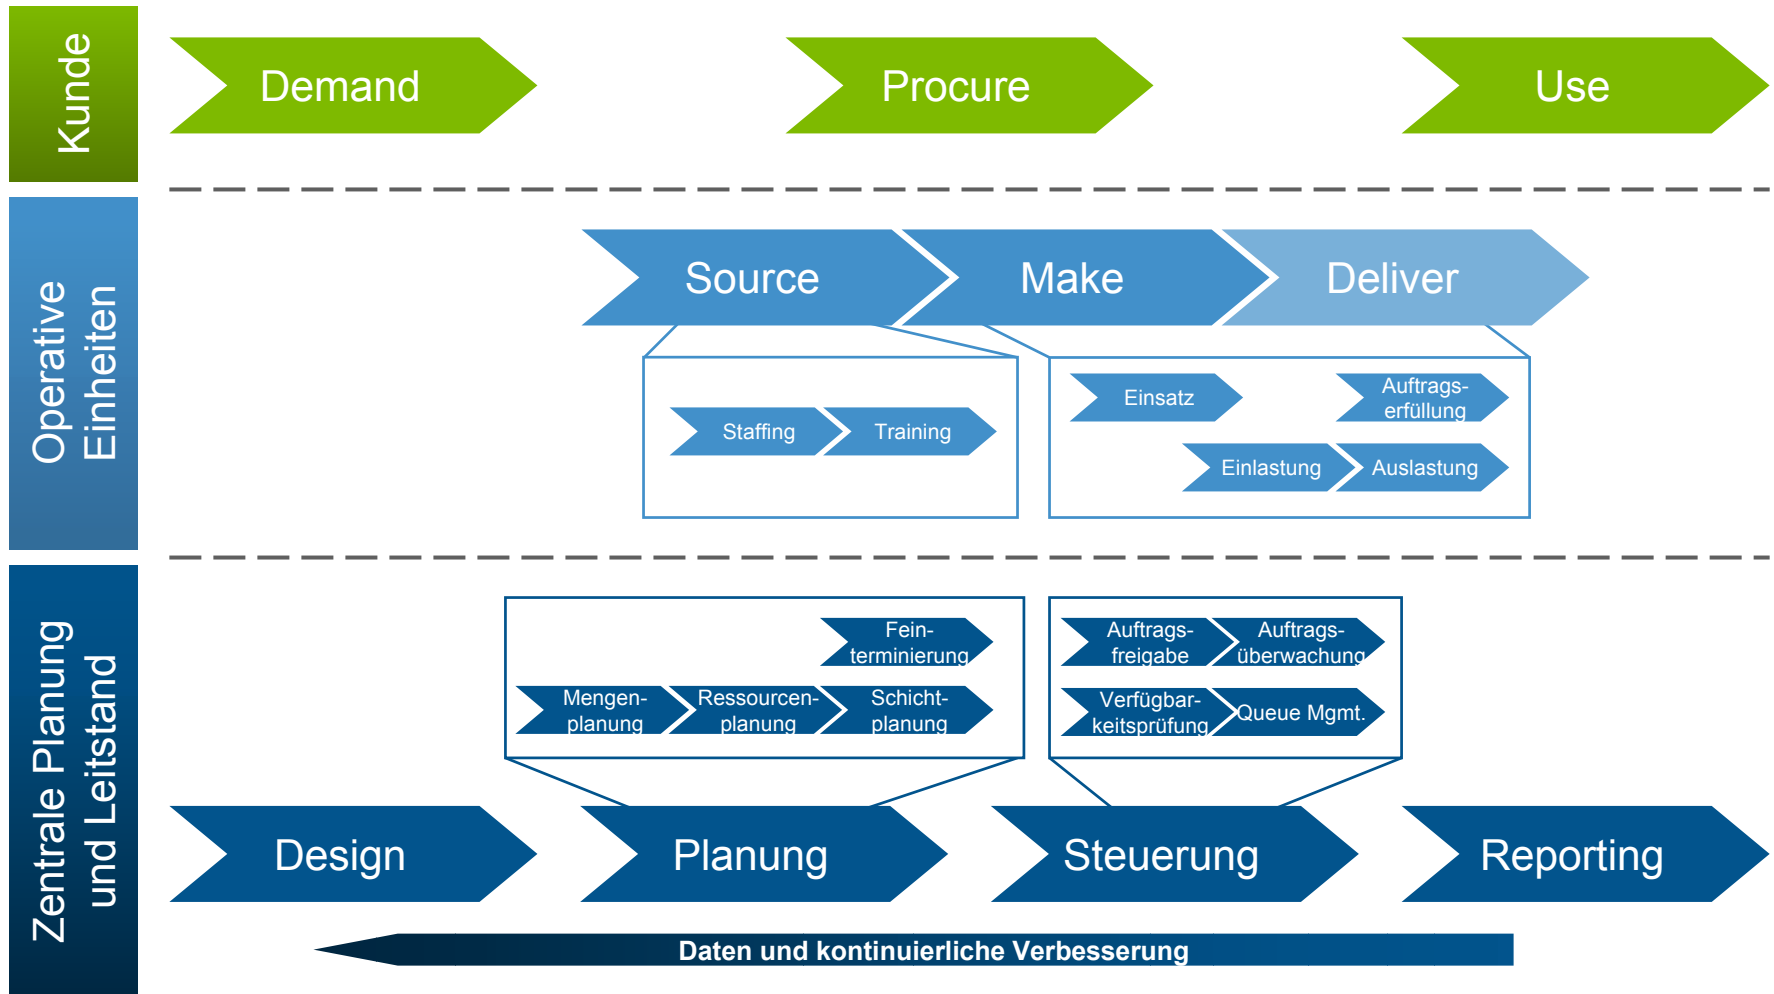 Kunde
Demand
Procure
Use
Operative
Einheiten
Source
Make
Deliver
Staffing
Training
Einsatz
Auftrags-
erfüllung
Einlastung
Auslastung
Zentrale Planung
und Leitstand
Fein-
terminierung
Mengen-
planung
Ressourcen-
planung
Schicht-
planung
Auftrags-
freigabe
Auftrags-
überwachung
Verfügbar-
keitsprüfung
Queue Mgmt.
Design
Planung
Steuerung
Reporting
Daten und kontinuierliche Verbesserung